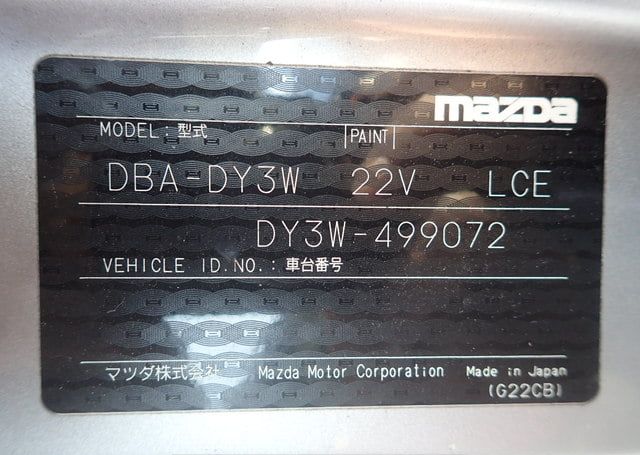 mazda
MODEL : 型式 PAINT
DBA-DY3W 22V LCE
DY3W-499072
VEHICLE ID.NO. : 車台番号
マツダ株式会社 Mazda Motor Corporation Made in Japan
(G22CB)